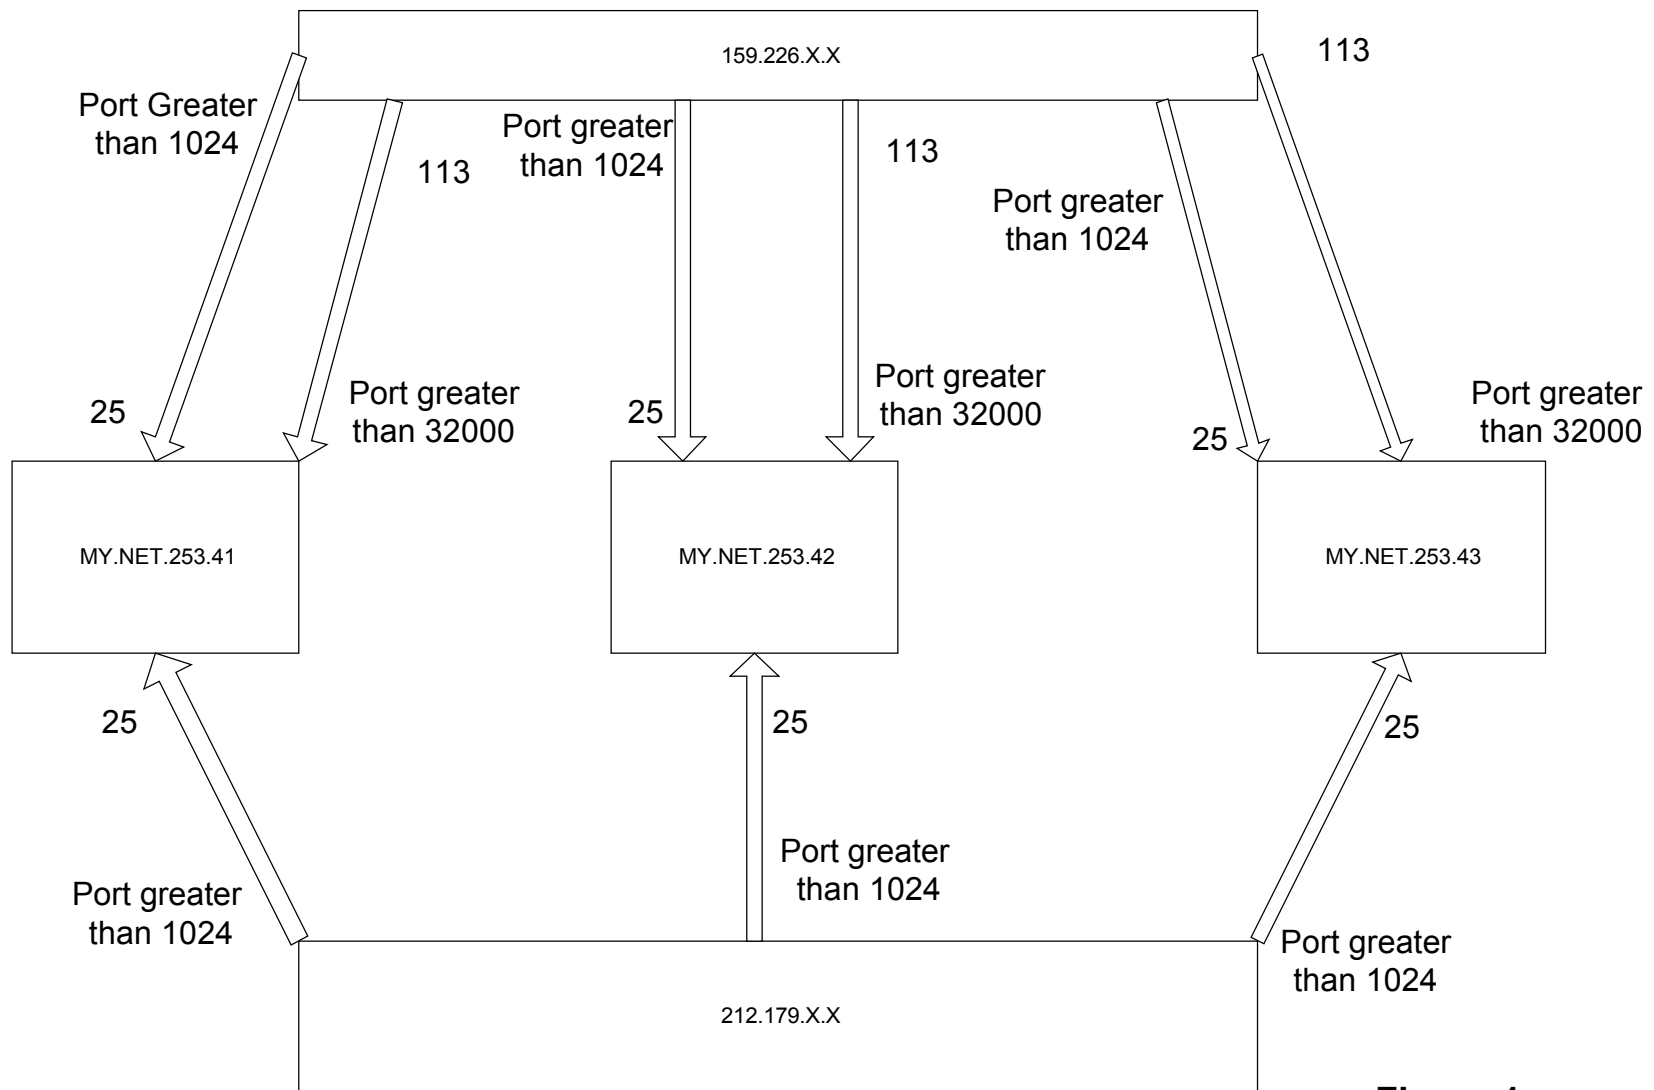 159.226.X.X
113
Port Greater
than 1024
Port greater
than 1024
113
113
Port greater
than 1024
25
Port greater
than 32000
25
Port greater
than 32000
25
Port greater
than 32000
MY.NET.253.41
MY.NET.253.42
MY.NET.253.43
25
25
25
Port greater
than 1024
Port greater
than 1024
Port greater
than 1024
212.179.X.X